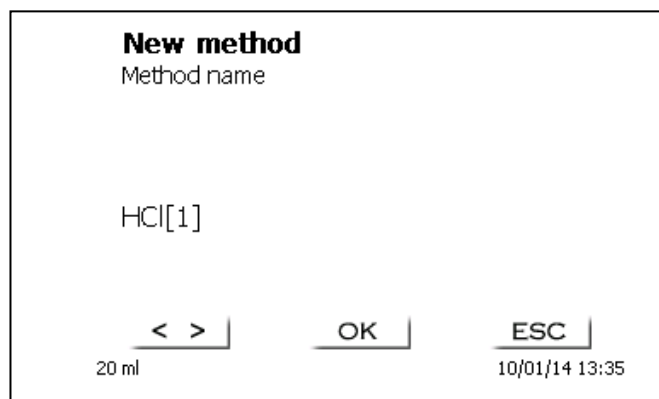 New method
Method name
HCl[1]
< > OK ESC
20 ml 10/01/14 13:35